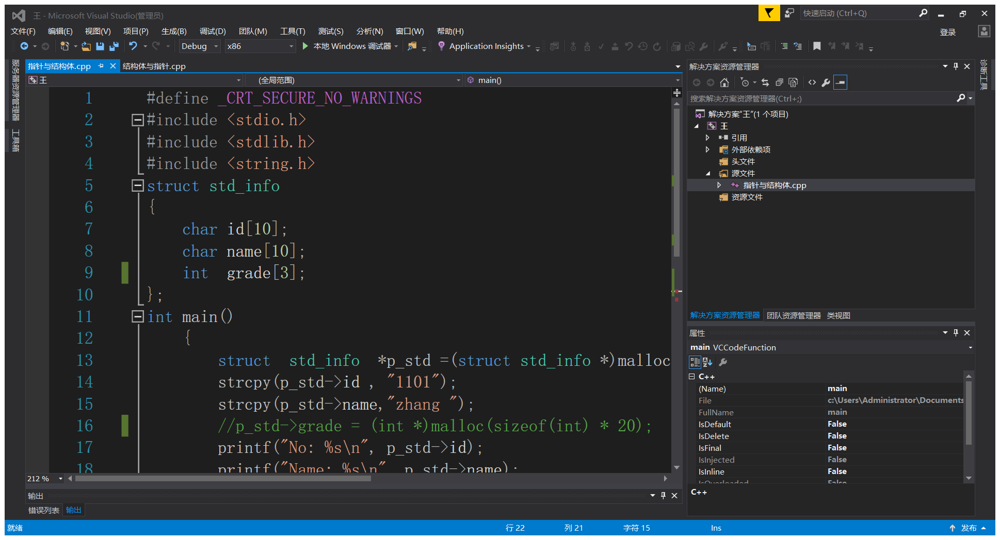 王 - Microsoft Visual Studio(管理员)
快速启动 (Ctrl+Q)
文件(F) 编辑(E) 视图(V) 项目(P) 生成(B) 调试(D) 团队(M) 工具(T) 测试(S) 分析(N) 窗口(W) 帮助(H)
登录
Debug x86 本地 Windows 调试器 Application Insights
服务器资源管理器
工具箱
指针与结构体.cpp 结构体与指针.cpp
王 (全局范围) main()
1 #define _CRT_SECURE_NO_WARNINGS
2 #include <stdio.h>
3 #include <stdlib.h>
4 #include <string.h>
5 struct std_info
6 {
7 char id[10];
8 char name[10];
9 int grade[3];
10 };
11 int main()
12 {
13 struct std_info *p_std =(struct std_info *)malloc
14 strcpy(p_std->id , "1101");
15 strcpy(p_std->name,"zhang ");
16 //p_std->grade = (int *)malloc(sizeof(int) * 20);
17 printf("No: %s\n", p_std->id);
18 printf("Name: %s\n" p_std->name);
212 %
输出
错误列表 输出
解决方案资源管理器
搜索解决方案资源管理器(Ctrl+;)
解决方案"王"(1 个项目)
王
引用
外部依赖项
头文件
源文件
指针与结构体.cpp
资源文件
解决方案资源管理器 团队资源管理器 类视图
属性
main VCCodeFunction
C++
(Name) main
File c:\Users\Administrator\Documents
FullName main
IsDefault False
IsDelete False
IsFinal False
IsInjected False
IsInline False
IsOverloaded False
C++
诊断工具
就绪 行 22 列 21 字符 15 Ins 发布